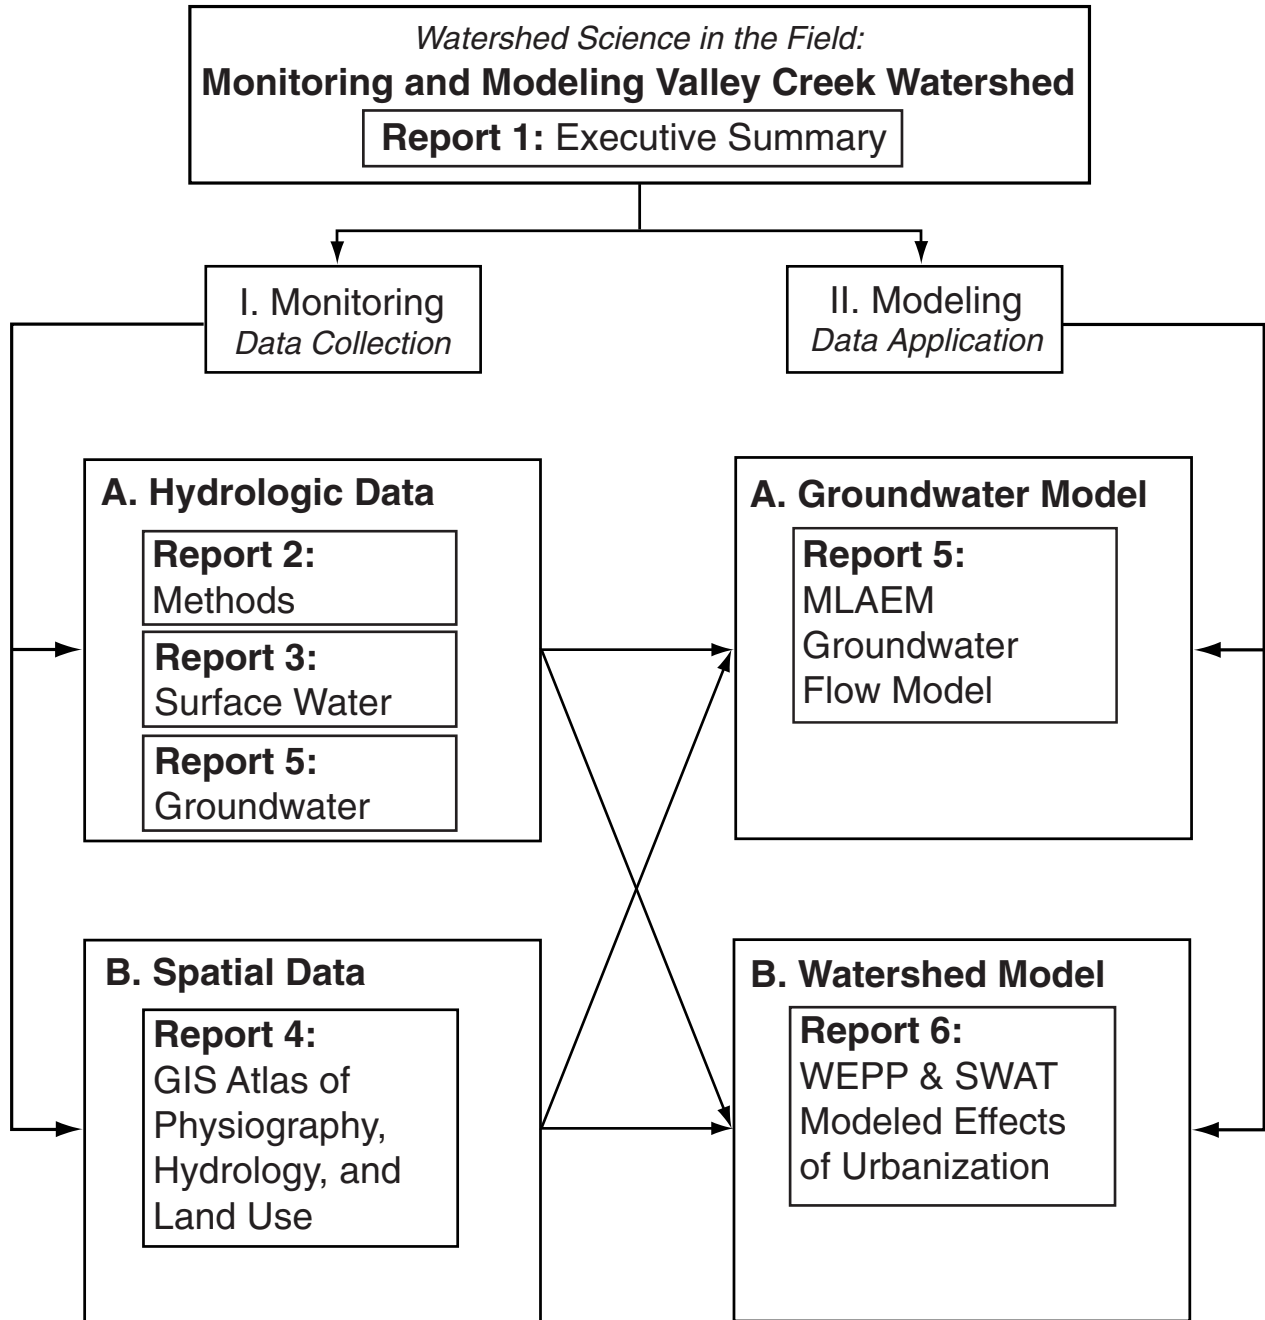 Watershed Science in the Field:
Monitoring and Modeling Valley Creek Watershed
Report 1: Executive Summary
I. Monitoring
Data Collection
II. Modeling
Data Application
A. Hydrologic Data
Report 2:
Methods
Report 3:
Surface Water
Report 5:
Groundwater
A. Groundwater Model
Report 5:
MLAEM
Groundwater
Flow Model
B. Spatial Data
Report 4:
GIS Atlas of
Physiography,
Hydrology, and
Land Use
B. Watershed Model
Report 6:
WEPP & SWAT
Modeled Effects
of Urbanization